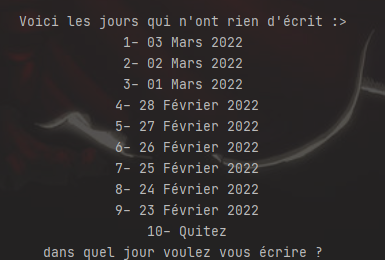 Voici les jours qui n'ont rien d'écrit :>
1- 03 Mars 2022
2- 02 Mars 2022
3- 01 Mars 2022
4- 28 Février 2022
5- 27 Février 2022
6- 26 Février 2022
7- 25 Février 2022
8- 24 Février 2022
9- 23 Février 2022
10- Quitez
dans quel jour voulez vous écrire ?